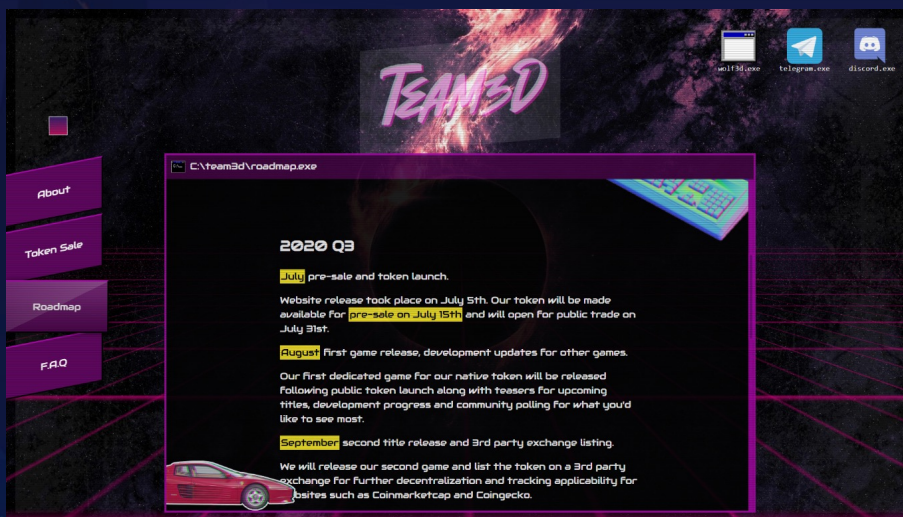 TEAM3D
wolf3d.exe
telegram.exe
discord.exe
C:\team3d\roadmap.exe
About
Token Sale
Roadmap
F.A.Q
2020 Q3
July pre-sale and token launch.
Website release took place on July 5th. Our token will be made
available for pre-sale on July 15th and will open for public trade on
July 31st.
August first game release, development updates for other games.
Our first dedicated game for our native token will be released
following public token launch along with teasers for upcoming
titles, development progress and community polling for what you'd
like to see most.
September second title release and 3rd party exchange listing.
We will release our second game and list the token on a 3rd party
exchange for further decentralization and tracking applicability for
websites such as Coinmarketcap and Coingecko.